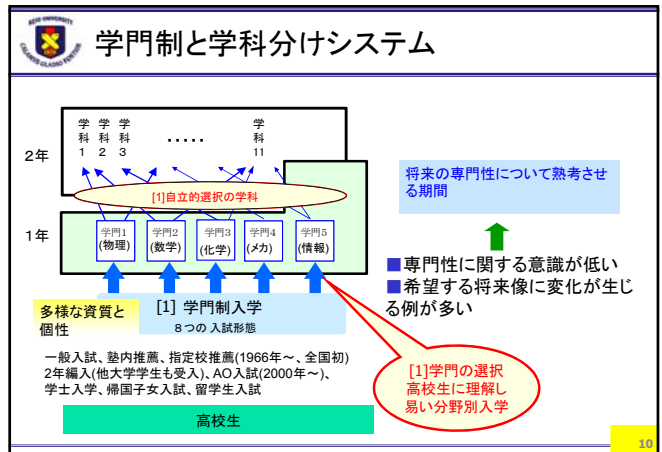 KEIO UNIVERSITY
CALAMVS GLADIO FORTIOR
学門制と学科分けシステム
2年
学科1
学科2
学科3
・・・・・
学科11
[1]自立的選択の学科
1年
学門1
(物理)
学門2
(数学)
学門3
(化学)
学門4
(メカ)
学門5
(情報)
多様な資質と
個性
[1] 学門制入学
8つの 入試形態
一般入試、塾内推薦、指定校推薦(1966年~、全国初)
2年編入(他大学学生も受入)、AO入試(2000年~)、
学士入学、帰国子女入試、留学生入試
高校生
将来の専門性について熟考させ
る期間
■専門性に関する意識が低い
■希望する将来像に変化が生じ
る例が多い
[1]学門の選択
高校生に理解し
易い分野別入学
10